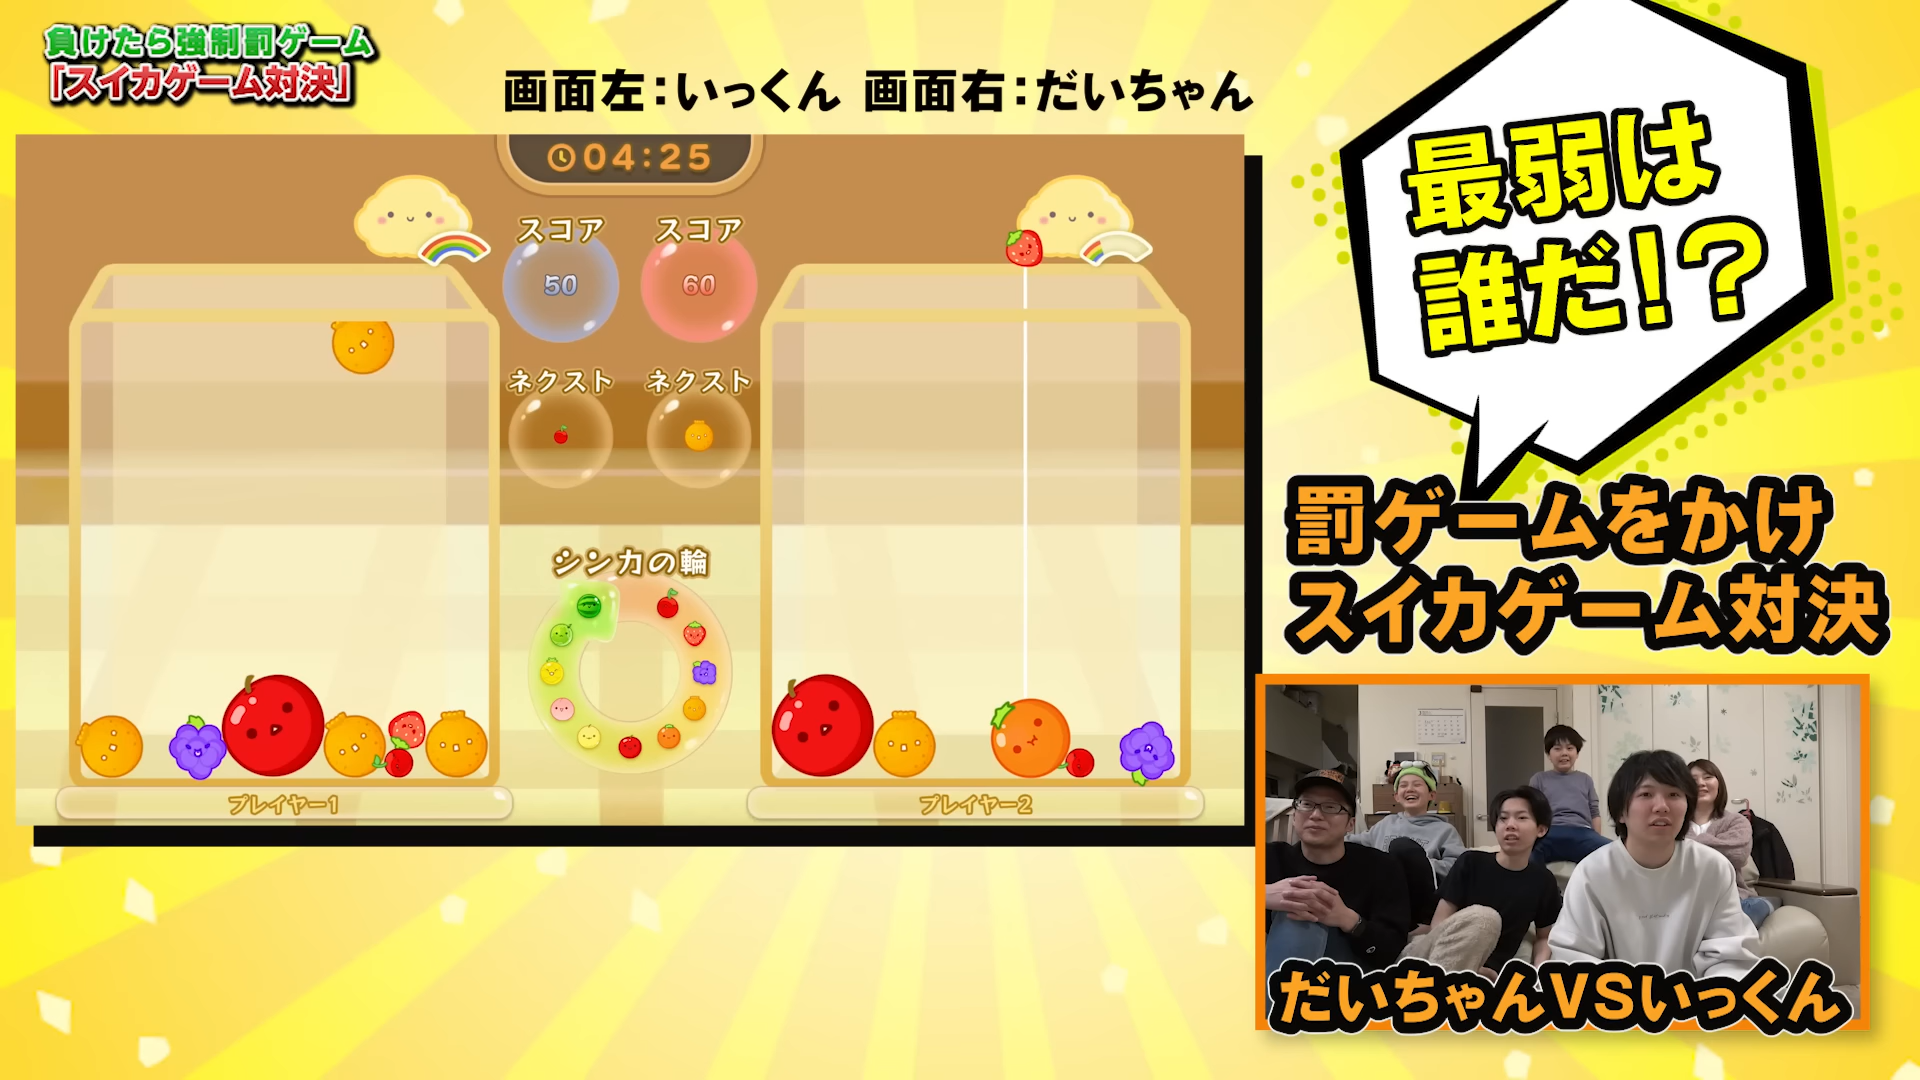 負けたら強制罰ゲーム
「スイカゲーム対決」
画面左:いっくん 画面右:だいちゃん
04:25
スコア
50
スコア
60
ネクスト
ネクスト
シンカの輪
プレイヤー1
プレイヤー2
最弱は
誰だ!?
罰ゲームをかけ
スイカゲーム対決
だいちゃんVSいっくん